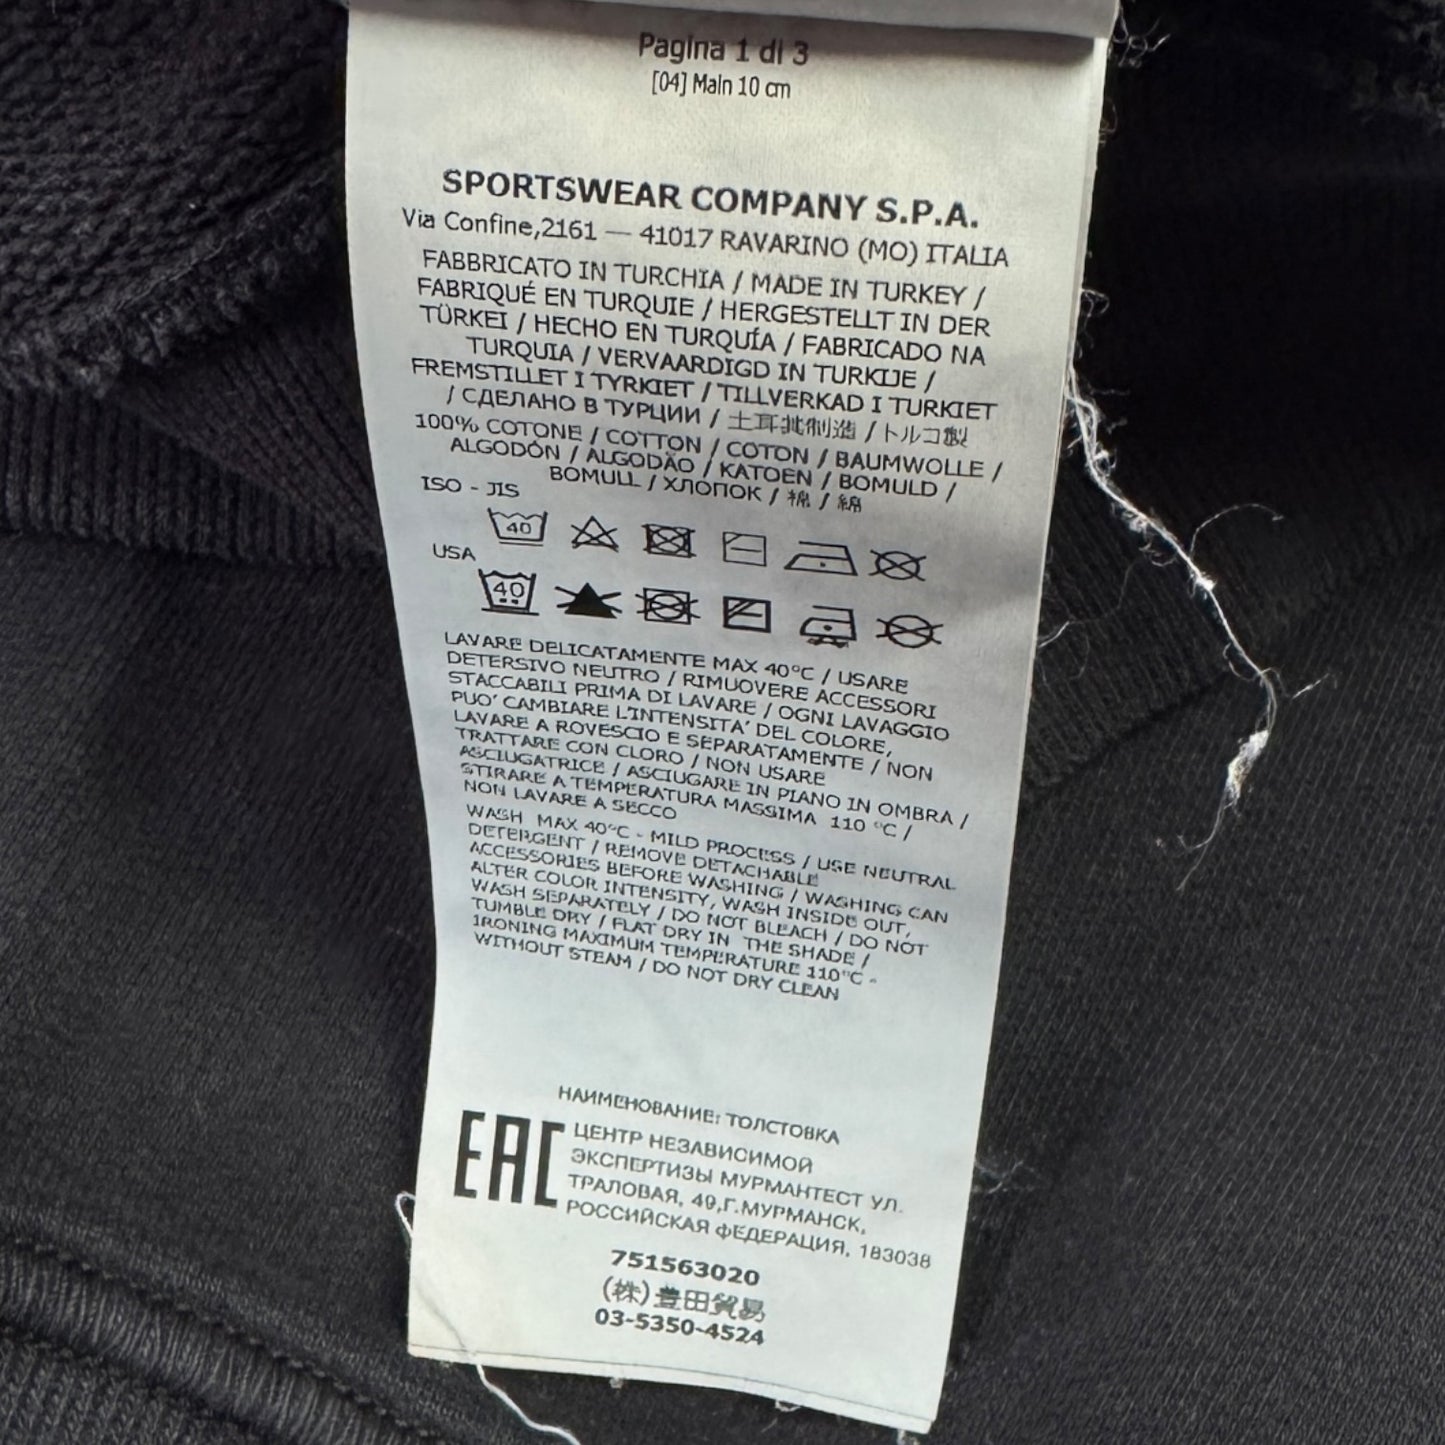 Pagina 1 di 3
[04] Main 10 cm
SPORTSWEAR COMPANY S.P.A.
Via Confine,2161 — 41017 RAVARINO (MO) ITALIA
FABBRICATO IN TURCHIA / MADE IN TURKEY /
FABRIQUÉ EN TURQUIE / HERGESTELLT IN DER
TÜRKEI / HECHO EN TURQUÍA / FABRICADO NA
TURQUIA / VERVAARDIGD IN TURKIJE /
FREMSTILLET I TYRKIET / TILLVERKAD I TURKIET
/ СДЕЛАНО В ТУРЦИИ / 土耳其制造 / トルコ製
100% COTONE / COTTON / COTON / BAUMWOLLE /
ALGODÓN / ALGODÃO / KATOEN / BOMULD /
BOMULL / ХЛОПОК / 棉 / 綿
ISO - JIS
40
USA
40
LAVARE DELICATAMENTE MAX 40°C / USARE
DETERSIVO NEUTRO / RIMUOVERE ACCESSORI
STACCABILI PRIMA DI LAVARE / OGNI LAVAGGIO
PUO' CAMBIARE L'INTENSITA' DEL COLORE,
LAVARE A ROVESCIO E SEPARATAMENTE / NON
TRATTARE CON CLORO / NON USARE
ASCIUGATRICE / ASCIUGARE IN PIANO IN OMBRA /
STIRARE A TEMPERATURA MASSIMA 110 °C /
NON LAVARE A SECCO
WASH MAX 40°C - MILD PROCESS / USE NEUTRAL
DETERGENT / REMOVE DETACHABLE
ACCESSORIES BEFORE WASHING / WASHING CAN
ALTER COLOR INTENSITY, WASH INSIDE OUT,
WASH SEPARATELY / DO NOT BLEACH / DO NOT
TUMBLE DRY / FLAT DRY IN THE SHADE /
IRONING MAXIMUM TEMPERATURE 110°C -
WITHOUT STEAM / DO NOT DRY CLEAN
НАИМЕНОВАНИЕ: ТОЛСТОВКА
EAC
ЦЕНТР НЕЗАВИСИМОЙ
ЭКСПЕРТИЗЫ МУРМАНТЕСТ УЛ.
ТРАЛОВАЯ, 49,Г.МУРМАНСК,
РОССИЙСКАЯ ФЕДЕРАЦИЯ, 183038
751563020
(株)豊田貿易
03-5350-4524